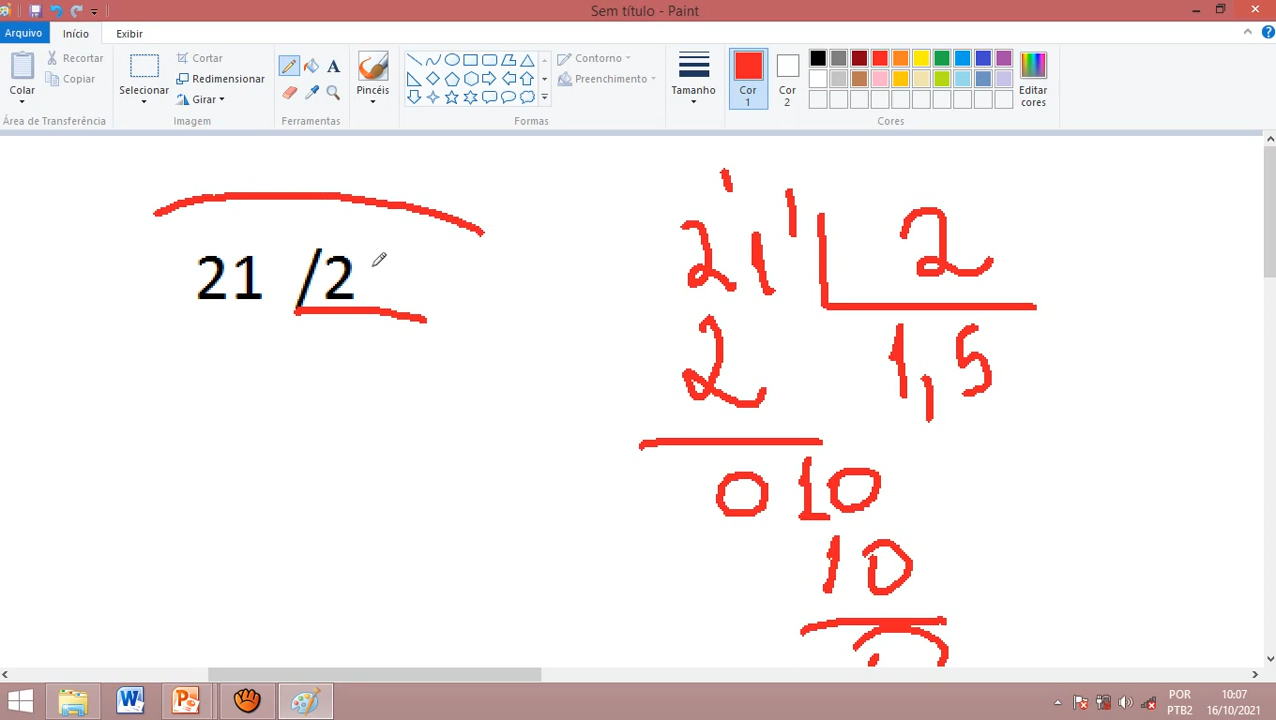 Sem título - Paint
Arquivo Início Exibir
Colar
Recortar
Copiar
Área de Transferência
Selecionar
Cortar
Redimensionar
Girar
Imagem
A
Ferramentas
Pincéis
Contorno
Preenchimento
Formas
Tamanho
Cor 1
Cor 2
Editar cores
Cores
21 /2
21 2
2 1,5
0 10
10
POR
PTB2
10:07
16/10/2021